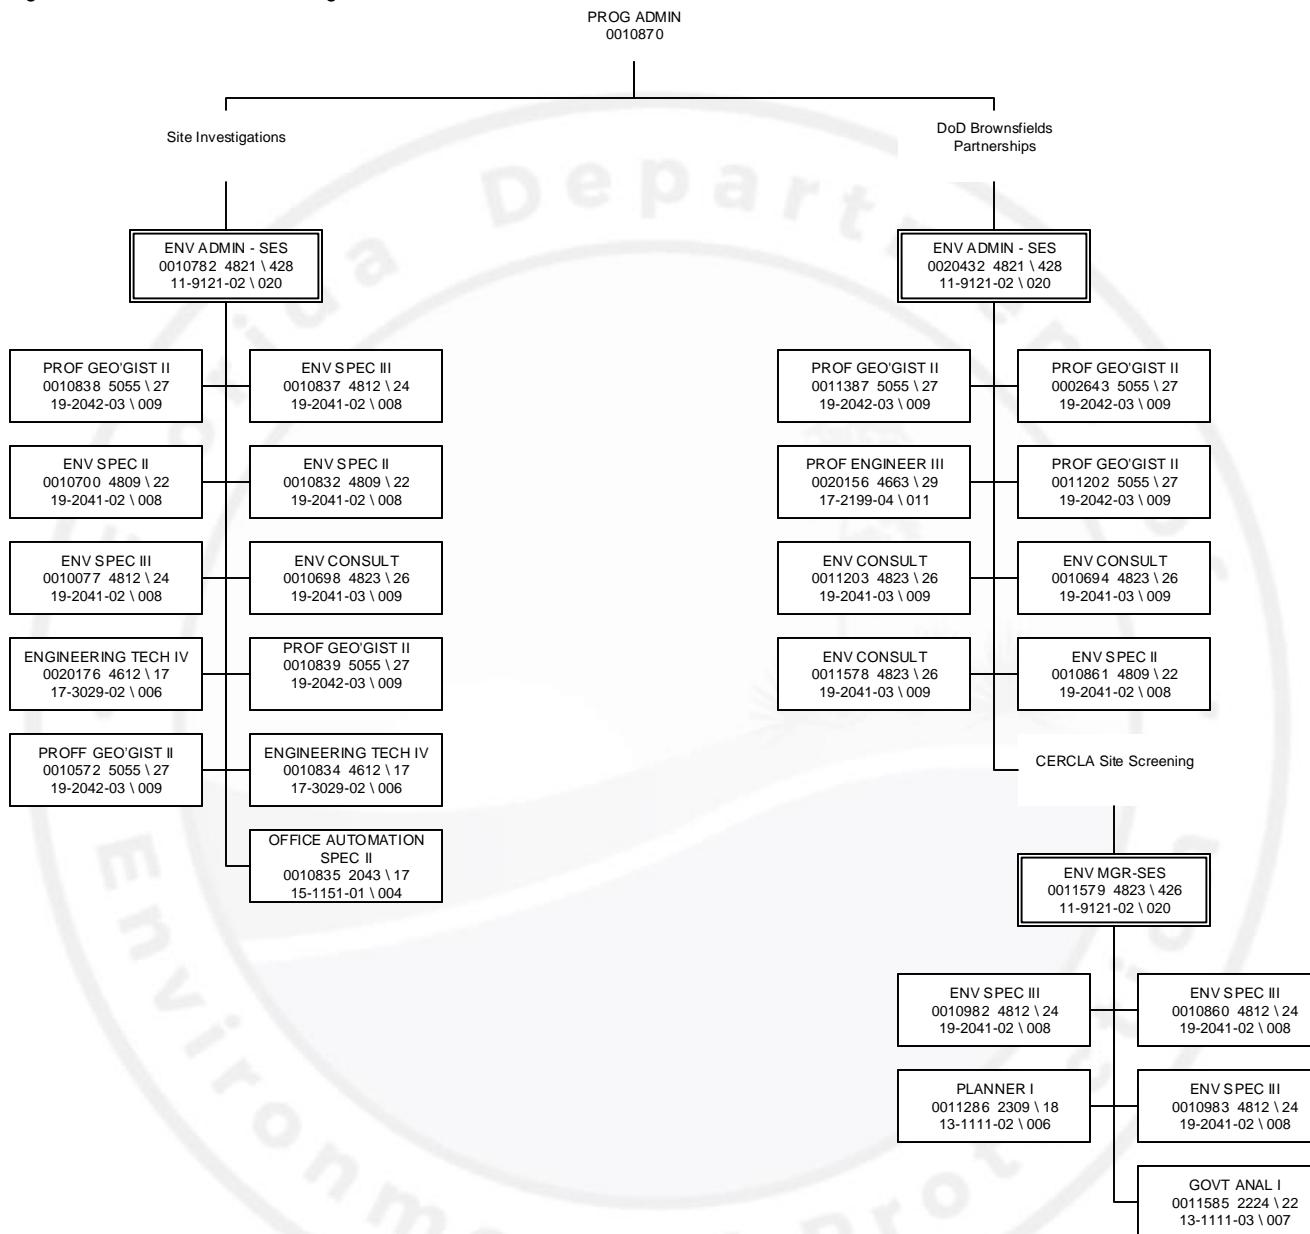 PROG ADMIN
0010870
Site Investigations
DoD Brownsfields
Partnerships
ENV ADMIN - SES
0010782 4821 \ 428
11-9121-02 \ 020
ENV ADMIN - SES
0020432 4821 \ 428
11-9121-02 \ 020
PROF GEO'GIST II
0010838 5055 \ 27
19-2042-03 \ 009
ENV SPEC III
0010837 4812 \ 24
19-2041-02 \ 008
PROF GEO'GIST II
0011387 5055 \ 27
19-2042-03 \ 009
PROF GEO'GIST II
0002643 5055 \ 27
19-2042-03 \ 009
ENV SPEC II
0010700 4809 \ 22
19-2041-02 \ 008
ENV SPEC II
0010832 4809 \ 22
19-2041-02 \ 008
PROF ENGINEER III
0020156 4663 \ 29
17-2199-04 \ 011
PROF GEO'GIST II
0011202 5055 \ 27
19-2042-03 \ 009
ENV SPEC III
0010077 4812 \ 24
19-2041-02 \ 008
ENV CONSULT
0010698 4823 \ 26
19-2041-03 \ 009
ENV CONSULT
0011203 4823 \ 26
19-2041-03 \ 009
ENV CONSULT
0010694 4823 \ 26
19-2041-03 \ 009
ENGINEERING TECH IV
0020176 4612 \ 17
17-3029-02 \ 006
PROF GEO'GIST II
0010839 5055 \ 27
19-2042-03 \ 009
ENV CONSULT
0011578 4823 \ 26
19-2041-03 \ 009
ENV SPEC II
0010861 4809 \ 22
19-2041-02 \ 008
PROFF GEO'GIST II
0010572 5055 \ 27
19-2042-03 \ 009
ENGINEERING TECH IV
0010834 4612 \ 17
17-3029-02 \ 006
CERCLA Site Screening
OFFICE AUTOMATION
SPEC II
0010835 2043 \ 17
15-1151-01 \ 004
ENV MGR-SES
0011579 4823 \ 426
11-9121-02 \ 020
ENV SPEC III
0010982 4812 \ 24
19-2041-02 \ 008
ENV SPEC III
0010860 4812 \ 24
19-2041-02 \ 008
PLANNER I
0011286 2309 \ 18
13-1111-02 \ 006
ENV SPEC III
0010983 4812 \ 24
19-2041-02 \ 008
GOVT ANAL I
0011585 2224 \ 22
13-1111-03 \ 007